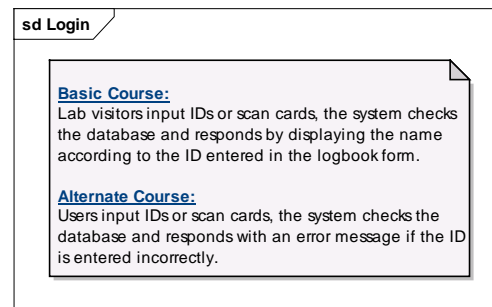 sd Login
Basic Course:
Lab visitors input IDs or scan cards, the system checks
the database and responds by displaying the name
according to the ID entered in the logbook form.
Alternate Course:
Users input IDs or scan cards, the system checks the
database and responds with an error message if the ID
is entered incorrectly.